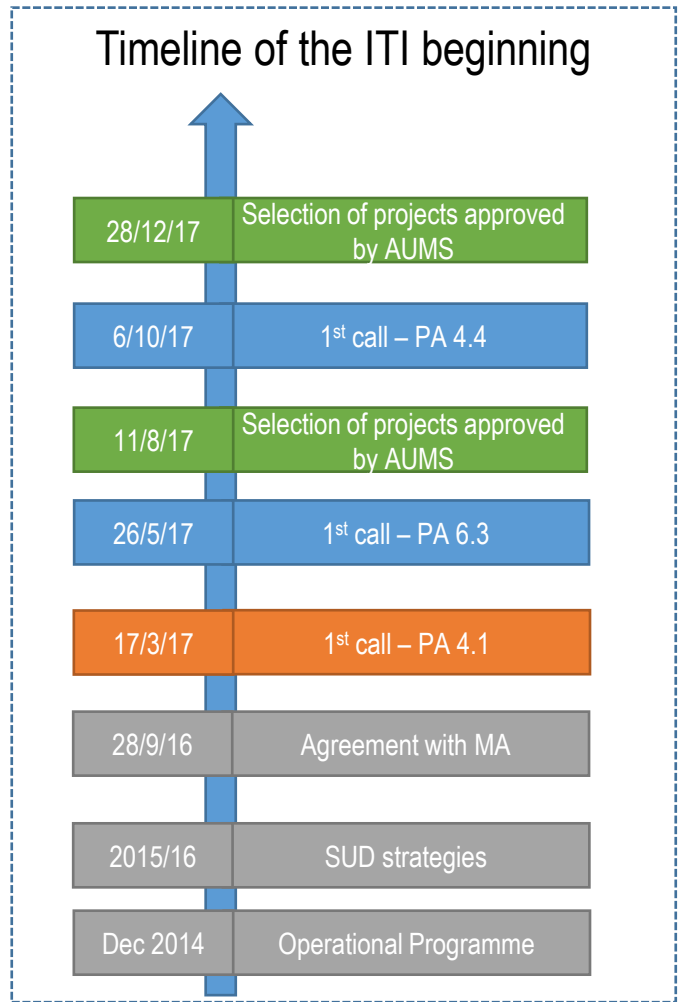 Timeline of the ITI beginning
28/12/17
Selection of projects approved
by AUMS
6/10/17
1st call – PA 4.4
11/8/17
Selection of projects approved
by AUMS
26/5/17
1st call – PA 6.3
17/3/17
1st call – PA 4.1
28/9/16
Agreement with MA
2015/16
SUD strategies
Dec 2014
Operational Programme